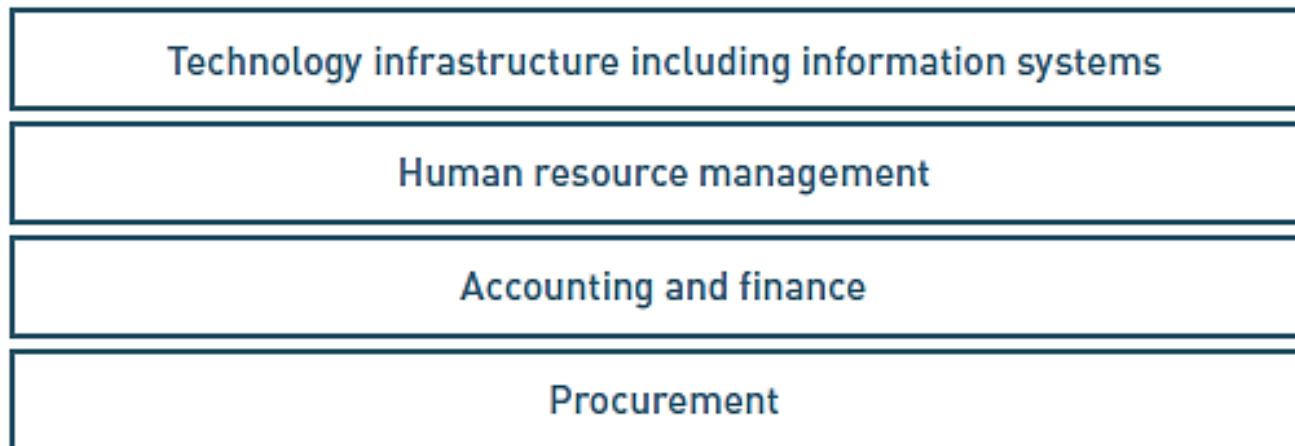 Technology infrastructure including information systems
Human resource management
Accounting and finance
Procurement